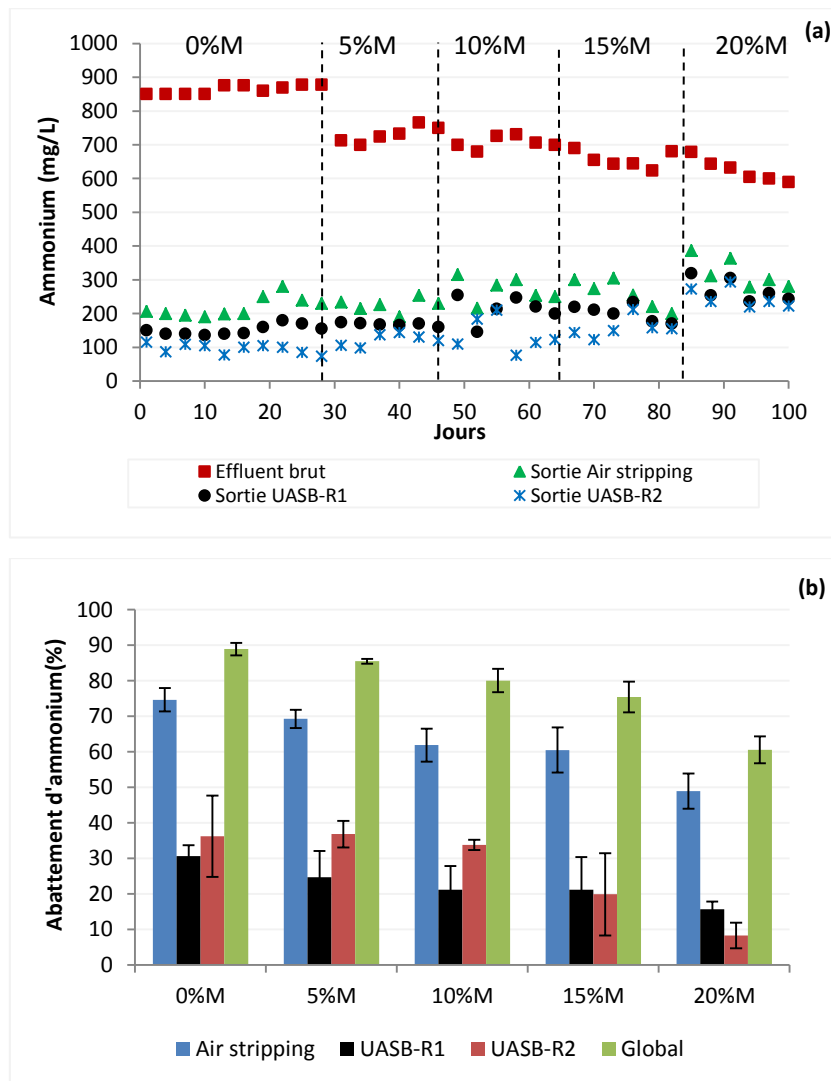 (a)
0%M 5%M 10%M 15%M 20%M
1000
900
800
700
600
500
400
300
200
100
0
Ammonium (mg/L)
0 10 20 30 40 50 60 70 80 90 100
Jours
Effluent brut Sortie Air stripping
Sortie UASB-R1 Sortie UASB-R2
(b)
100
90
80
70
60
50
40
30
20
10
0
Abattement d'ammonium(%)
0%M 5%M 10%M 15%M 20%M
Air stripping UASB-R1 UASB-R2 Global